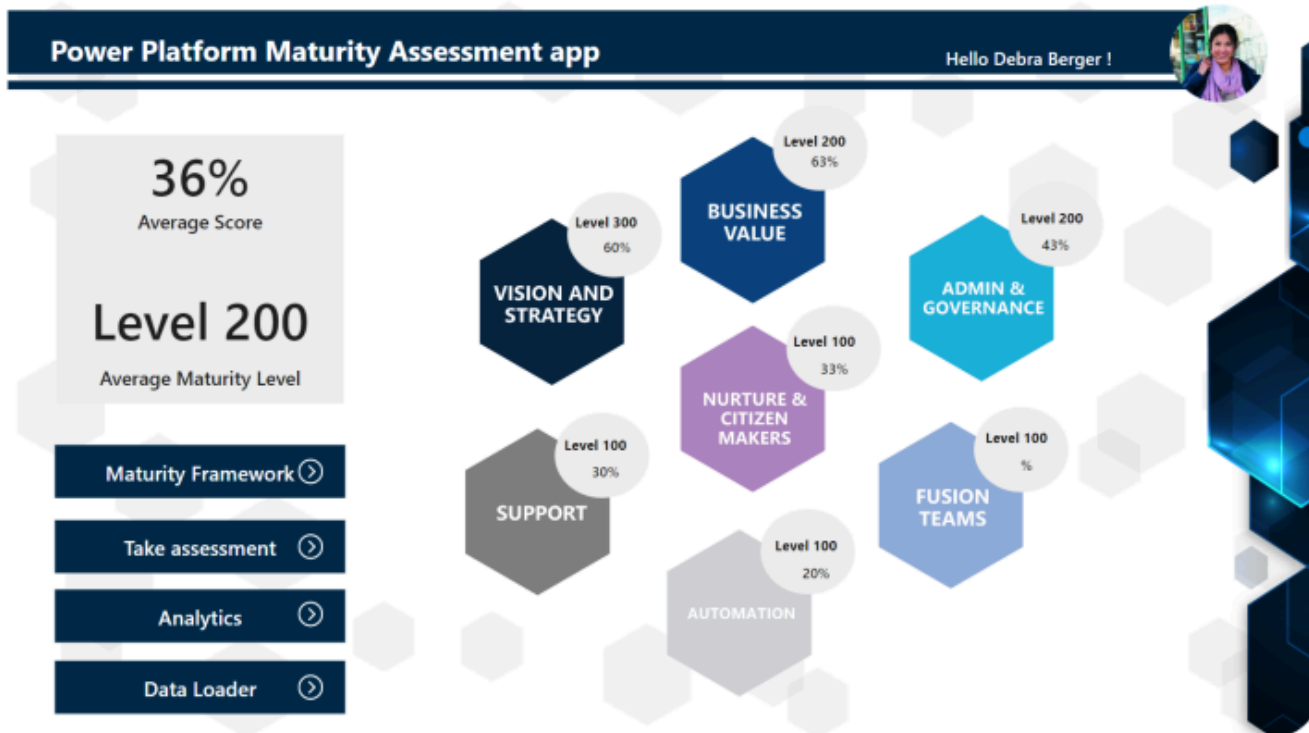 Power Platform Maturity Assessment app
Hello Debra Berger !
36%
Average Score
Level 200
Average Maturity Level
Maturity Framework
Take assessment
Analytics
Data Loader
Level 300
60%
VISION AND
STRATEGY
Level 200
63%
BUSINESS
VALUE
Level 200
43%
ADMIN &
GOVERNANCE
Level 100
33%
NURTURE &
CITIZEN
MAKERS
Level 100
30%
SUPPORT
Level 100
%
FUSION
TEAMS
Level 100
20%
AUTOMATION